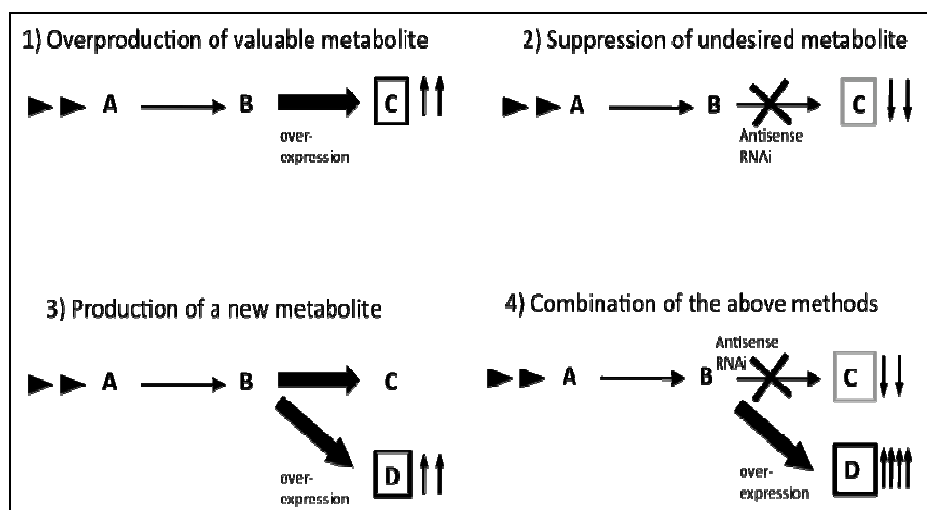 1) Overproduction of valuable metabolite
A B C
over-
expression
2) Suppression of undesired metabolite
A B C
Antisense
RNAi
3) Production of a new metabolite
A B C
over-
expression
D
4) Combination of the above methods
Antisense
RNAi
A B C
over-
expression
D